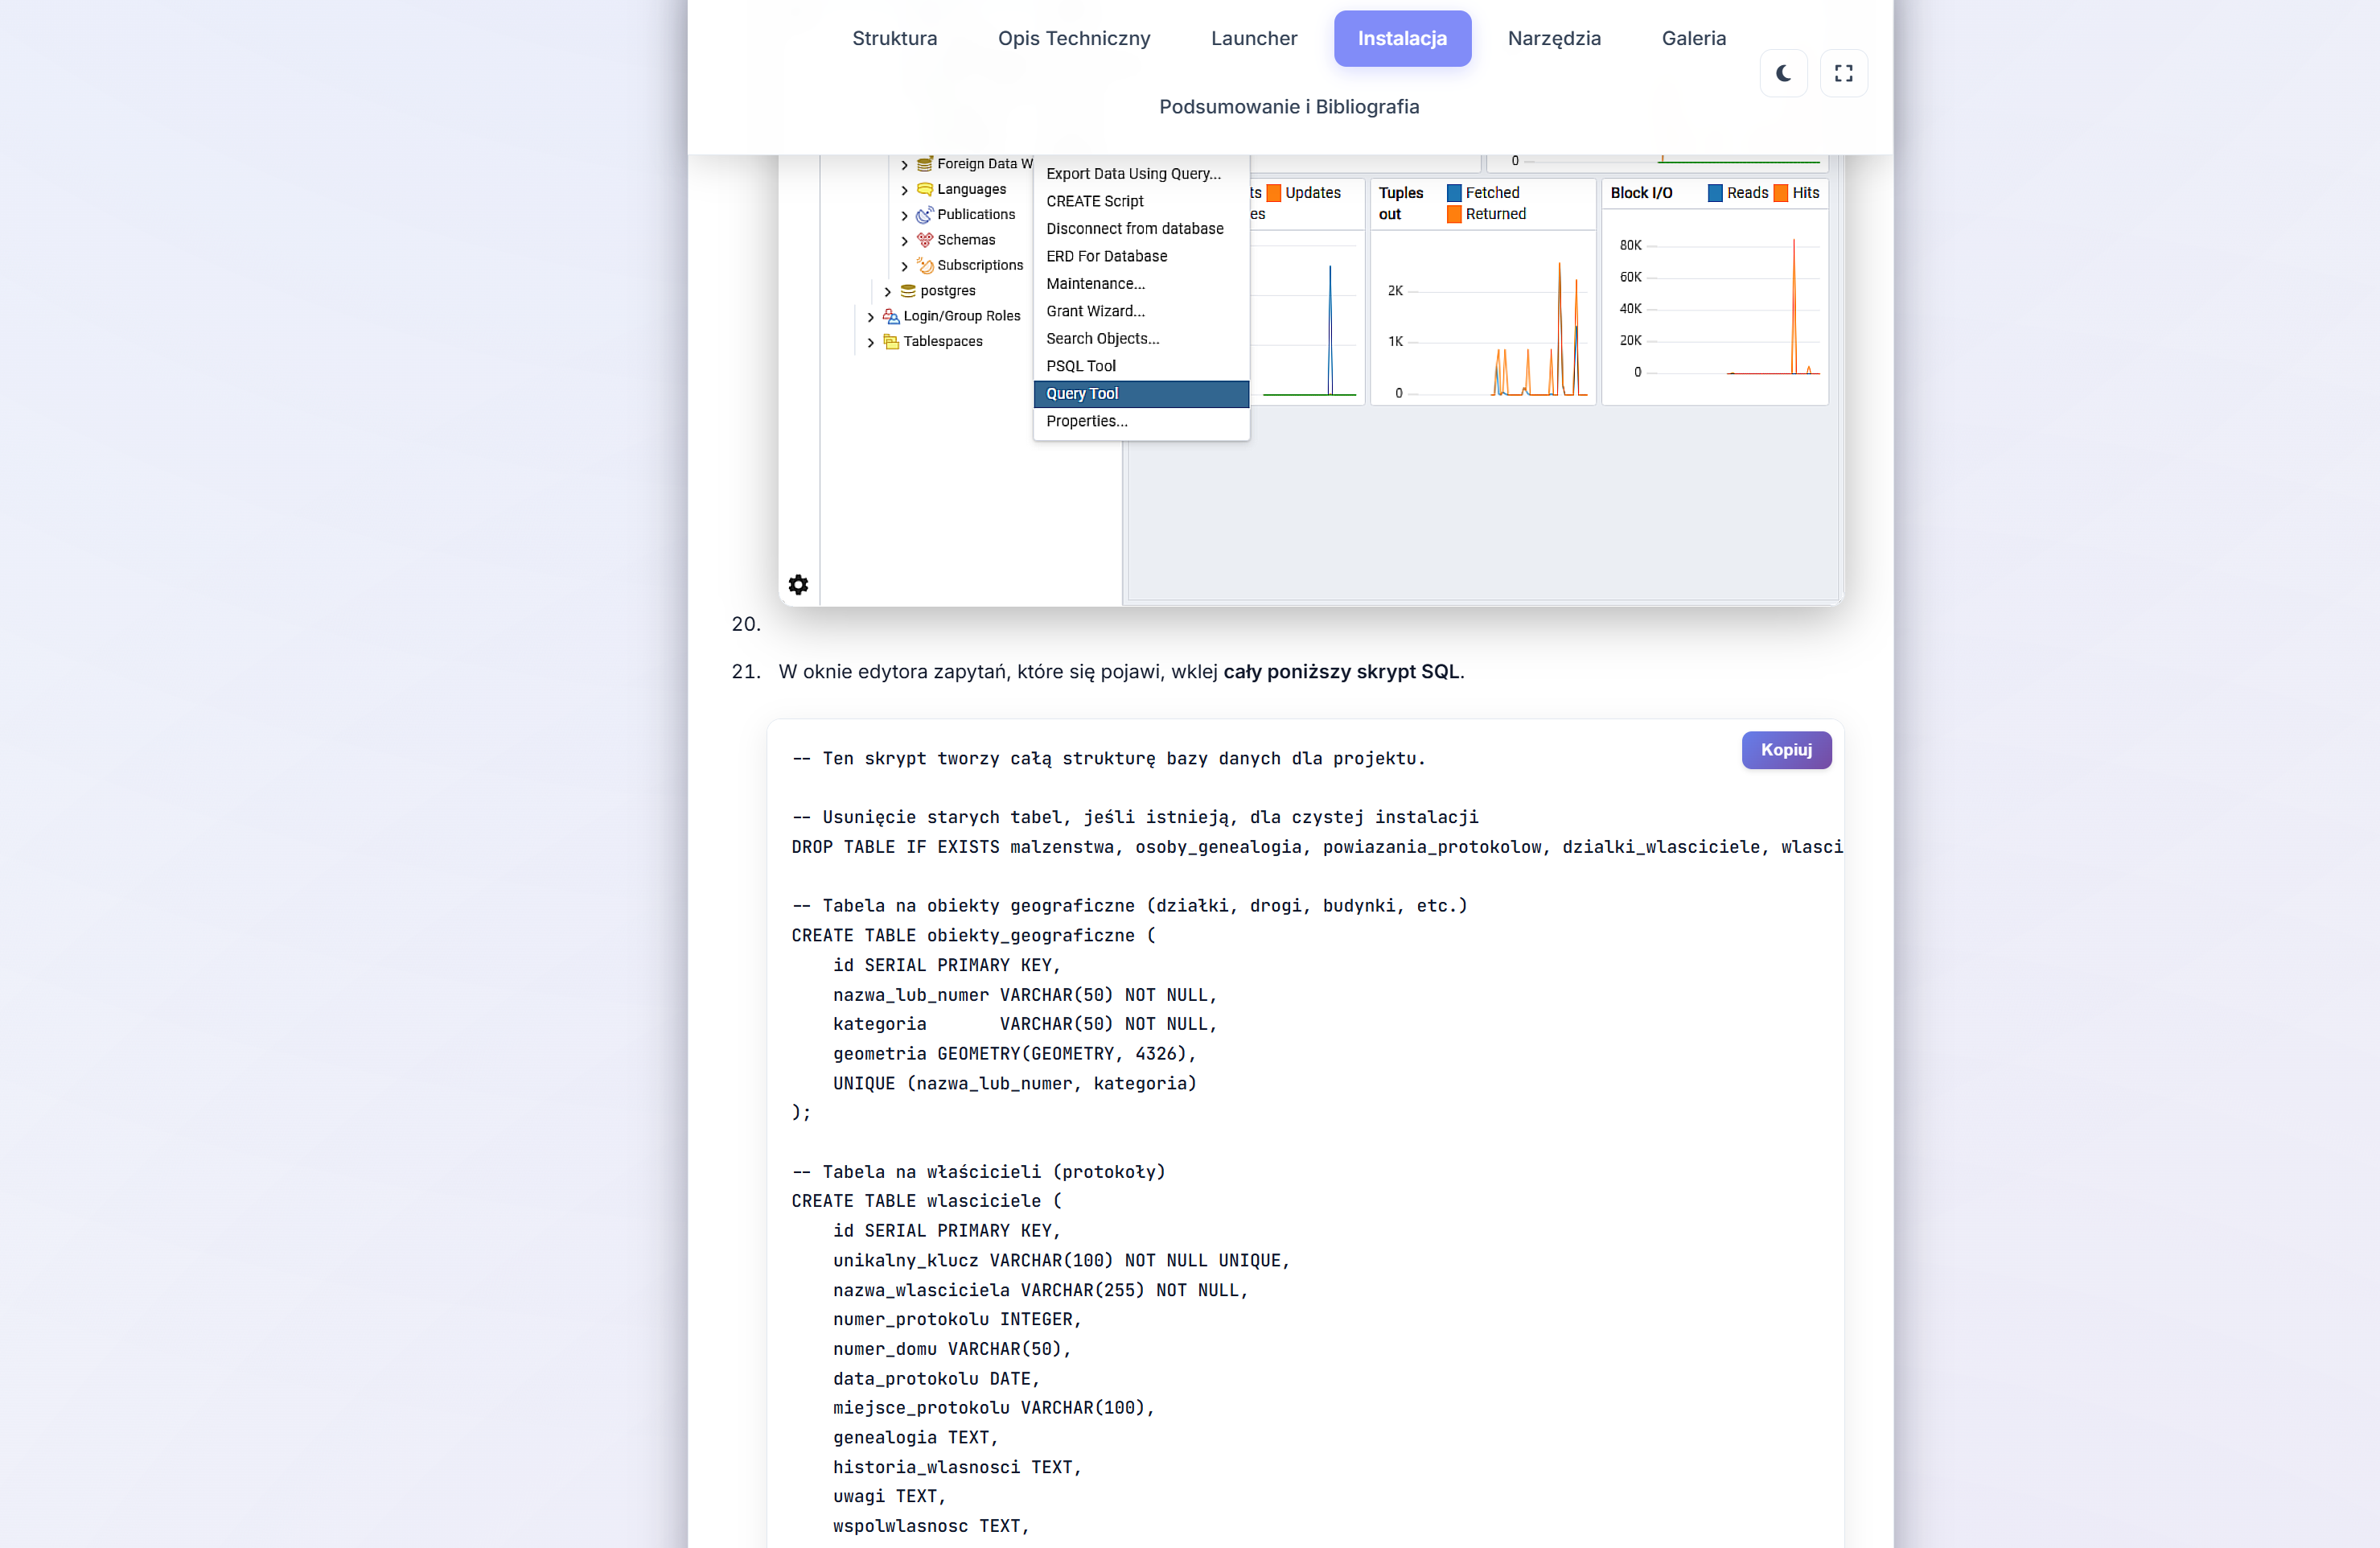 Struktura
Opis Techniczny
Launcher
Instalacja
Narzędzia
Galeria
Podsumowanie i Bibliografia
Foreign Data W
Languages
Publications
Schemas
Subscriptions
postgres
Login/Group Roles
Tablespaces
Export Data Using Query...
CREATE Script
Disconnect from database
ERD For Database
Maintenance...
Grant Wizard...
Search Objects...
PSQL Tool
Query Tool
Properties...
0
ts Updates
es
Tuples out
Fetched
Returned
2K
1K
0
Block I/O
Reads Hits
80K
60K
40K
20K
0
20.
21. W oknie edytora zapytań, które się pojawi, wklej cały poniższy skrypt SQL.
Kopiuj
-- Ten skrypt tworzy całą strukturę bazy danych dla projektu.
-- Usunięcie starych tabel, jeśli istnieją, dla czystej instalacji
DROP TABLE IF EXISTS malzenstwa, osoby_genealogia, powiazania_protokolow, dzialki_wlasciciele, wlasci
-- Tabela na obiekty geograficzne (działki, drogi, budynki, etc.)
CREATE TABLE obiekty_geograficzne (
id SERIAL PRIMARY KEY,
nazwa_lub_numer VARCHAR(50) NOT NULL,
kategoria       VARCHAR(50) NOT NULL,
geometria GEOMETRY(GEOMETRY, 4326),
UNIQUE (nazwa_lub_numer, kategoria)
);
-- Tabela na właścicieli (protokoły)
CREATE TABLE wlasciciele (
id SERIAL PRIMARY KEY,
unikalny_klucz VARCHAR(100) NOT NULL UNIQUE,
nazwa_wlasciciela VARCHAR(255) NOT NULL,
numer_protokolu INTEGER,
numer_domu VARCHAR(50),
data_protokolu DATE,
miejsce_protokolu VARCHAR(100),
genealogia TEXT,
historia_wlasnosci TEXT,
uwagi TEXT,
wspolwlasnosc TEXT,